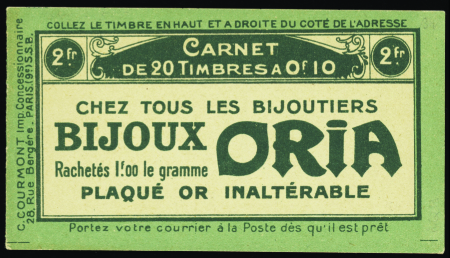 COLLEZ LE TIMBRE EN HAUT ET A DROITE DU COTÉ DE L'ADRESSE
2fr CARNET 2fr
DE 20 TIMBRES A 0f 10
CHEZ TOUS LES BIJOUTIERS
BIJOUX ORIA
Rachetés 1f.00 le gramme
PLAQUÉ OR INALTÉRABLE
Portez votre courrier à la Poste dès qu'il est prêt
C. COURMONT Imp. Concessionnaire
28, Rue Bergère - PARIS (9e) S.S.B.